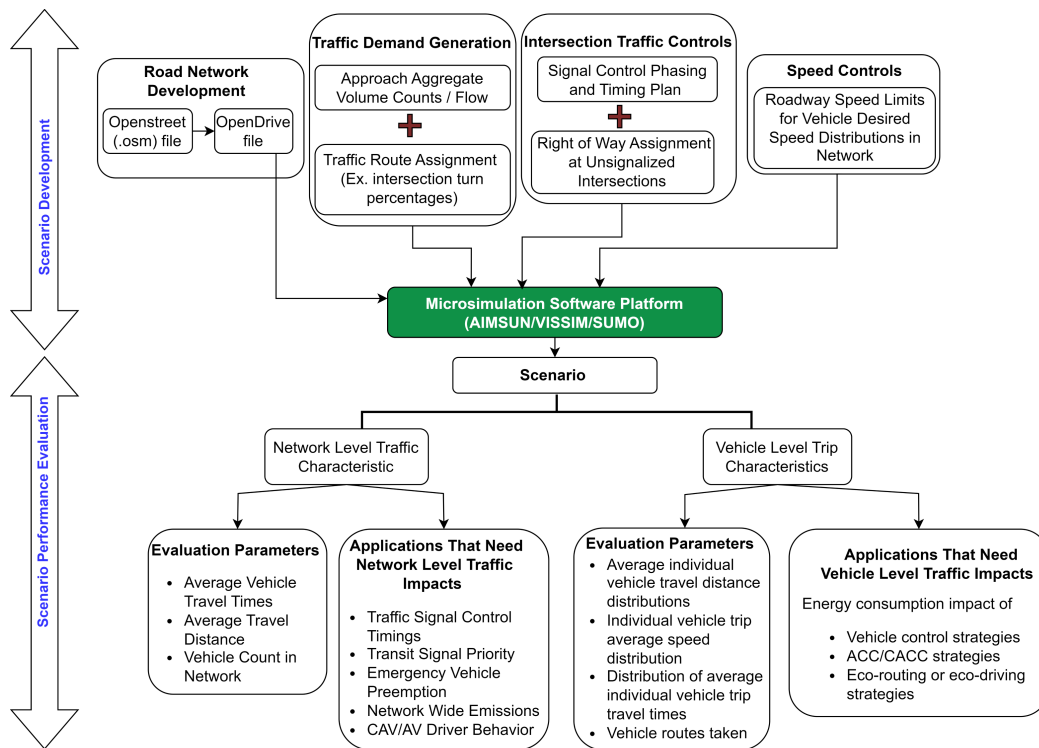 Scenario Development
Road Network
Development
Openstreet
(.osm) file
OpenDrive
file
Traffic Demand Generation
Approach Aggregate
Volume Counts / Flow
Traffic Route Assignment
(Ex. intersection turn
percentages)
Intersection Traffic Controls
Signal Control Phasing
and Timing Plan
Right of Way Assignment
at Unsignalized
Intersections
Speed Controls
Roadway Speed Limits
for Vehicle Desired
Speed Distributions in
Network
Microsimulation Software Platform
(AIMSUN/VISSIM/SUMO)
Scenario Performance Evaluation
Scenario
Network Level Traffic
Characteristic
Vehicle Level Trip
Characteristics
Evaluation Parameters
• Average Vehicle
Travel Times
• Average Travel
Distance
• Vehicle Count in
Network
Applications That Need
Network Level Traffic
Impacts
• Traffic Signal Control
Timings
• Transit Signal Priority
• Emergency Vehicle
Preemption
• Network Wide Emissions
• CAV/AV Driver Behavior
Evaluation Parameters
• Average individual
vehicle travel distance
distributions
• Individual vehicle trip
average speed
distribution
• Distribution of average
individual vehicle trip
travel times
• Vehicle routes taken
Applications That Need
Vehicle Level Traffic Impacts
Energy consumption impact of
• Vehicle control strategies
• ACC/CACC strategies
• Eco-routing or eco-driving
strategies